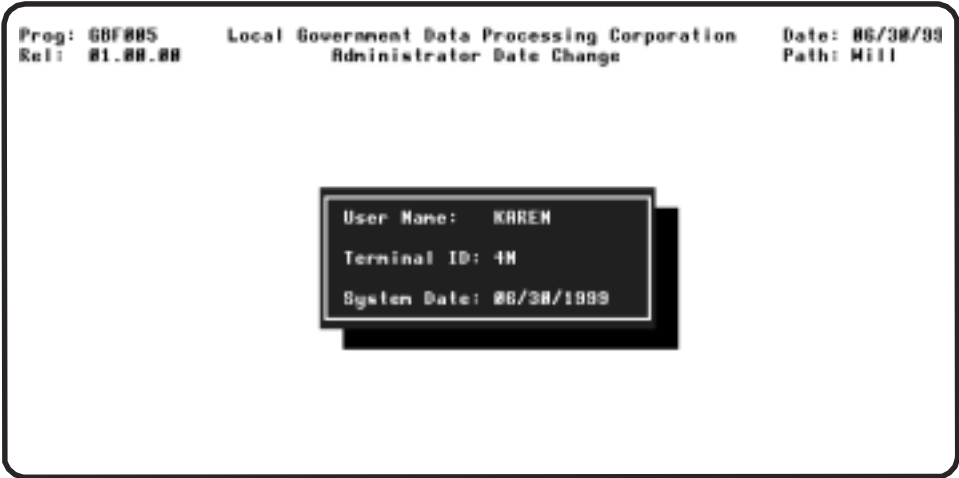 Prog: GBF005 Local Government Data Processing Corporation Date: 06/30/99
Rel: 01.00.00 Administrator Date Change Path: Will
User Name: KAREN
Terminal ID: 4N
System Date: 06/30/1999